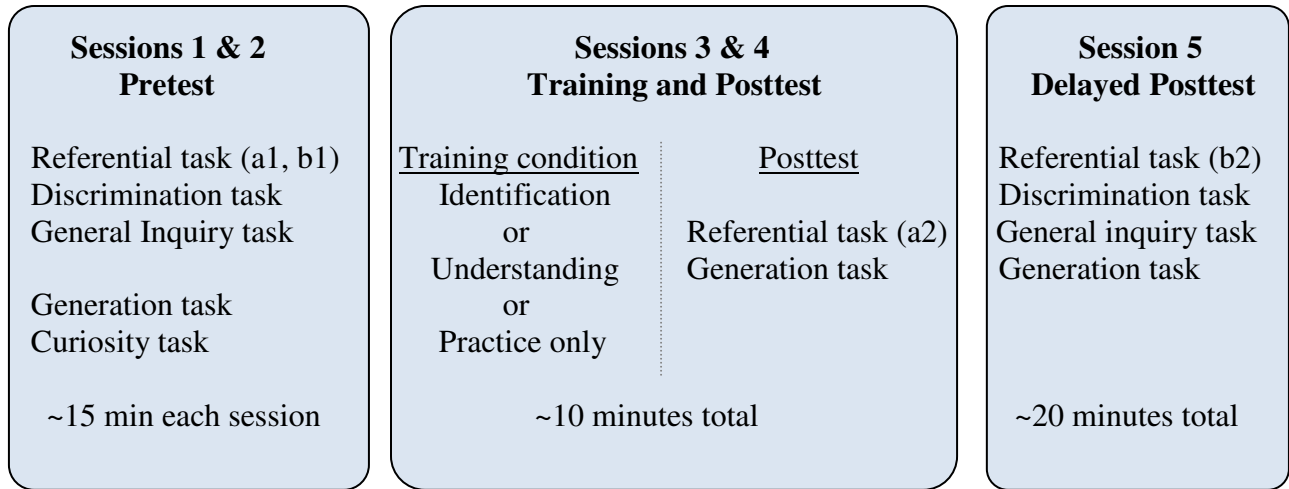 Sessions 1 & 2
Pretest
Referential task (a1, b1)
Discrimination task
General Inquiry task
Generation task
Curiosity task
~15 min each session
Sessions 3 & 4
Training and Posttest
Training condition
Identification
or
Understanding
or
Practice only
Posttest
Referential task (a2)
Generation task
~10 minutes total
Session 5
Delayed Posttest
Referential task (b2)
Discrimination task
General inquiry task
Generation task
~20 minutes total